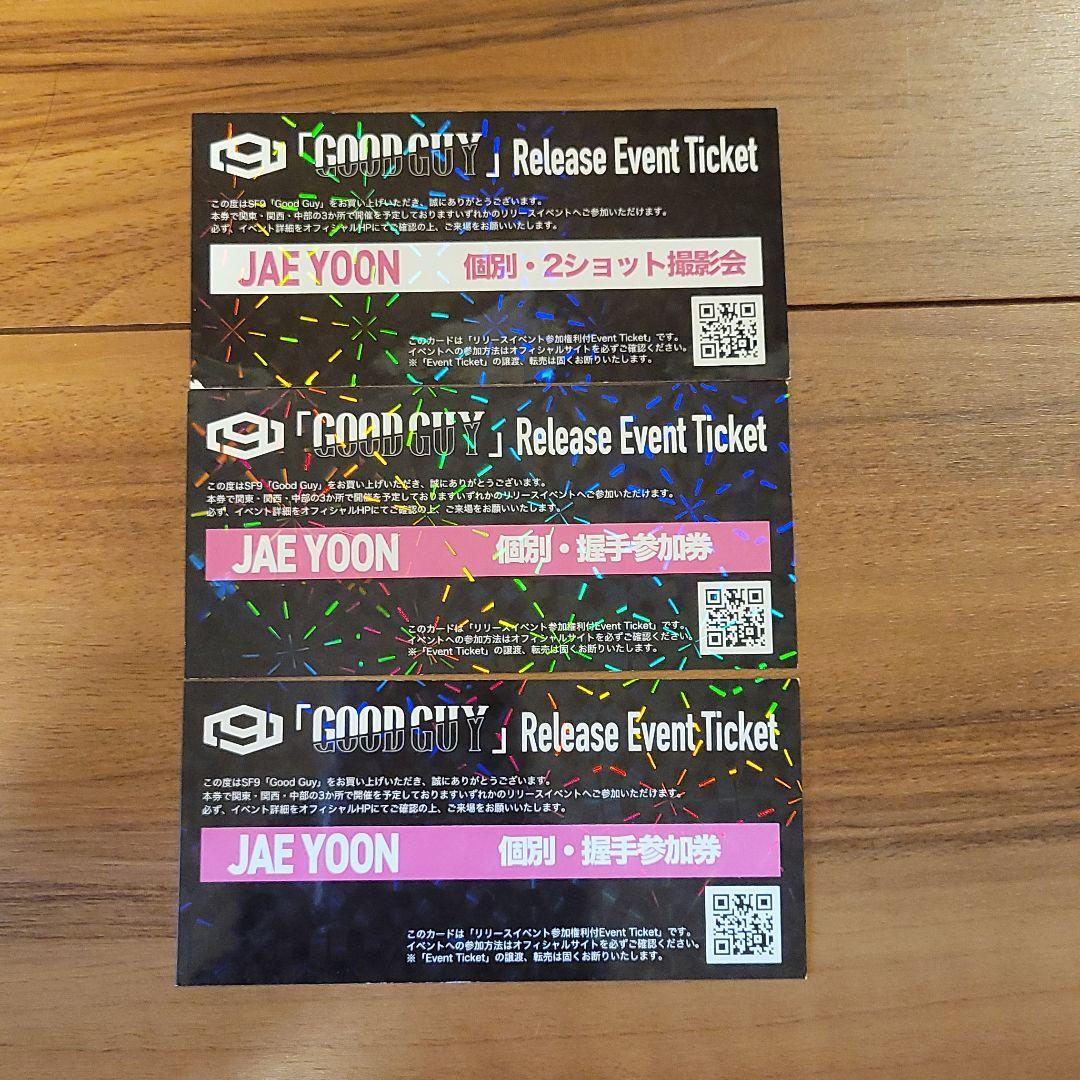 「GOOD GUY」Release Event Ticket
この度はSF9「Good Guy」をお買い上げいただき、誠にありがとうございます。
本券で関東・関西・中部の3か所で開催を予定しておりますいずれかのリリースイベントへご参加いただけます。
必ず、イベント詳細をオフィシャルHPにてご確認の上、ご来場をお願いいたします。
JAE YOON 個別・2ショット撮影会
このカードは「リリースイベント参加権利付Event Ticket」です。
イベントへの参加方法はオフィシャルサイトを必ずご確認ください。
※「Event Ticket」の譲渡、転売は固くお断りいたします。
「GOOD GUY」Release Event Ticket
この度はSF9「Good Guy」をお買い上げいただき、誠にありがとうございます。
本券で関東・関西・中部の3か所で開催を予定しておりますいずれかのリリースイベントへご参加いただけます。
必ず、イベント詳細をオフィシャルHPにてご確認の上、ご来場をお願いいたします。
JAE YOON 個別・握手参加券
このカードは「リリースイベント参加権利付Event Ticket」です。
イベントへの参加方法はオフィシャルサイトを必ずご確認ください。
※「Event Ticket」の譲渡、転売は固くお断りいたします。
「GOOD GUY」Release Event Ticket
この度はSF9「Good Guy」をお買い上げいただき、誠にありがとうございます。
本券で関東・関西・中部の3か所で開催を予定しておりますいずれかのリリースイベントへご参加いただけます。
必ず、イベント詳細をオフィシャルHPにてご確認の上、ご来場をお願いいたします。
JAE YOON 個別・握手参加券
このカードは「リリースイベント参加権利付Event Ticket」です。
イベントへの参加方法はオフィシャルサイトを必ずご確認ください。
※「Event Ticket」の譲渡、転売は固くお断りいたします。